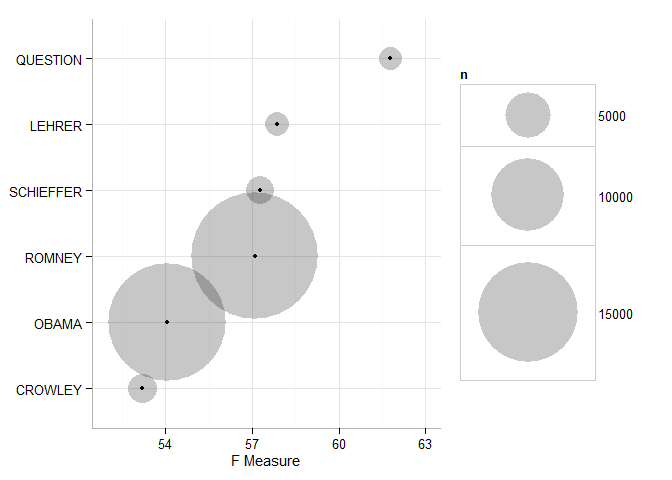 QUESTION
LEHRER
SCHIEFFER
ROMNEY
OBAMA
CROWLEY
54 57 60 63
F Measure
n
5000
10000
15000